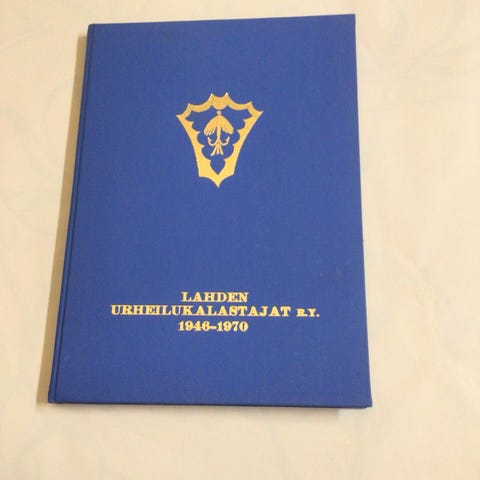 LAHDEN
URHEILUKALASTAJAT R.Y.
1946-1970